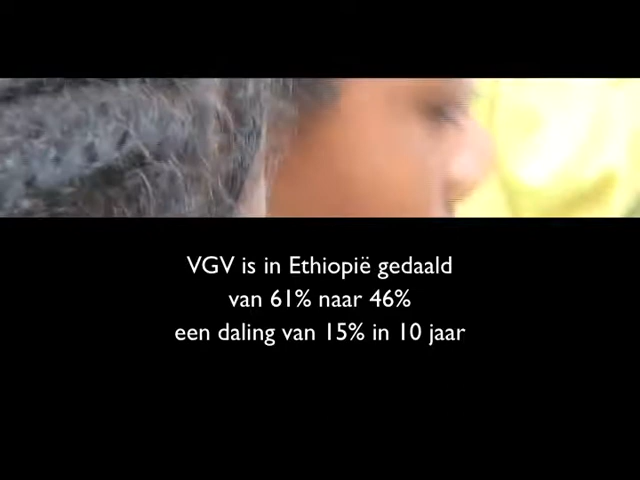 VGV is in Ethiopië gedaald
van 61% naar 46%
een daling van 15% in 10 jaar